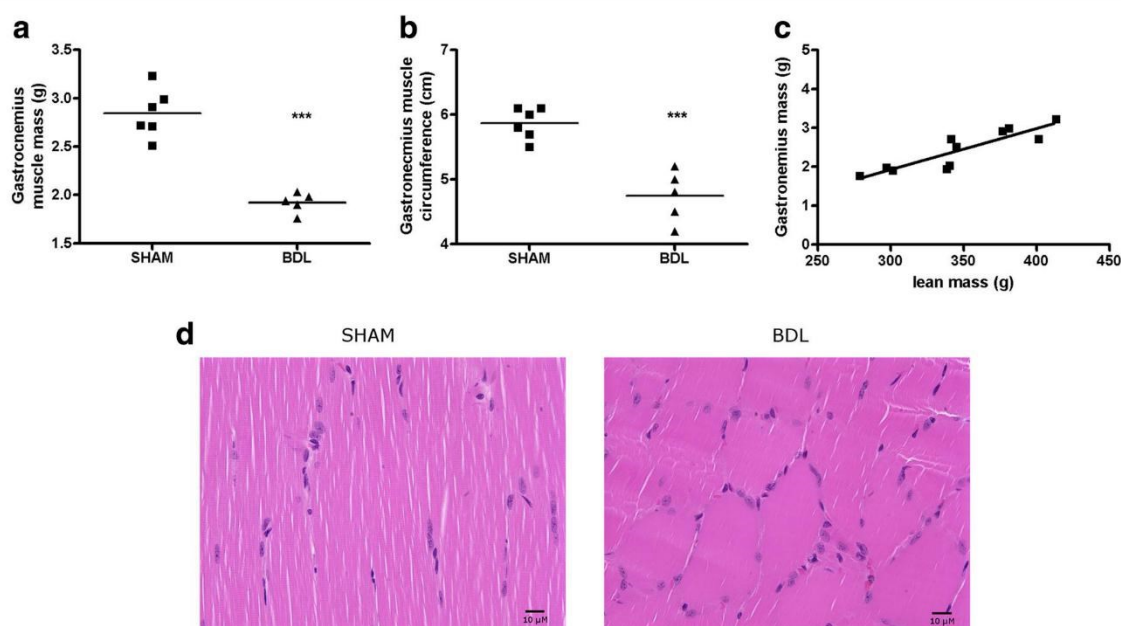 a
Gastrocnemius
muscle mass (g)
3.5
3.0
2.5
2.0
1.5
***
SHAM
BDL
b
Gastronecmius muscle
circumference (cm)
7
6
5
4
***
SHAM
BDL
c
Gastronemius mass (g)
5
4
3
2
1
0
250
300
350
400
450
lean mass (g)
d
SHAM
BDL
10 µM
10 µM